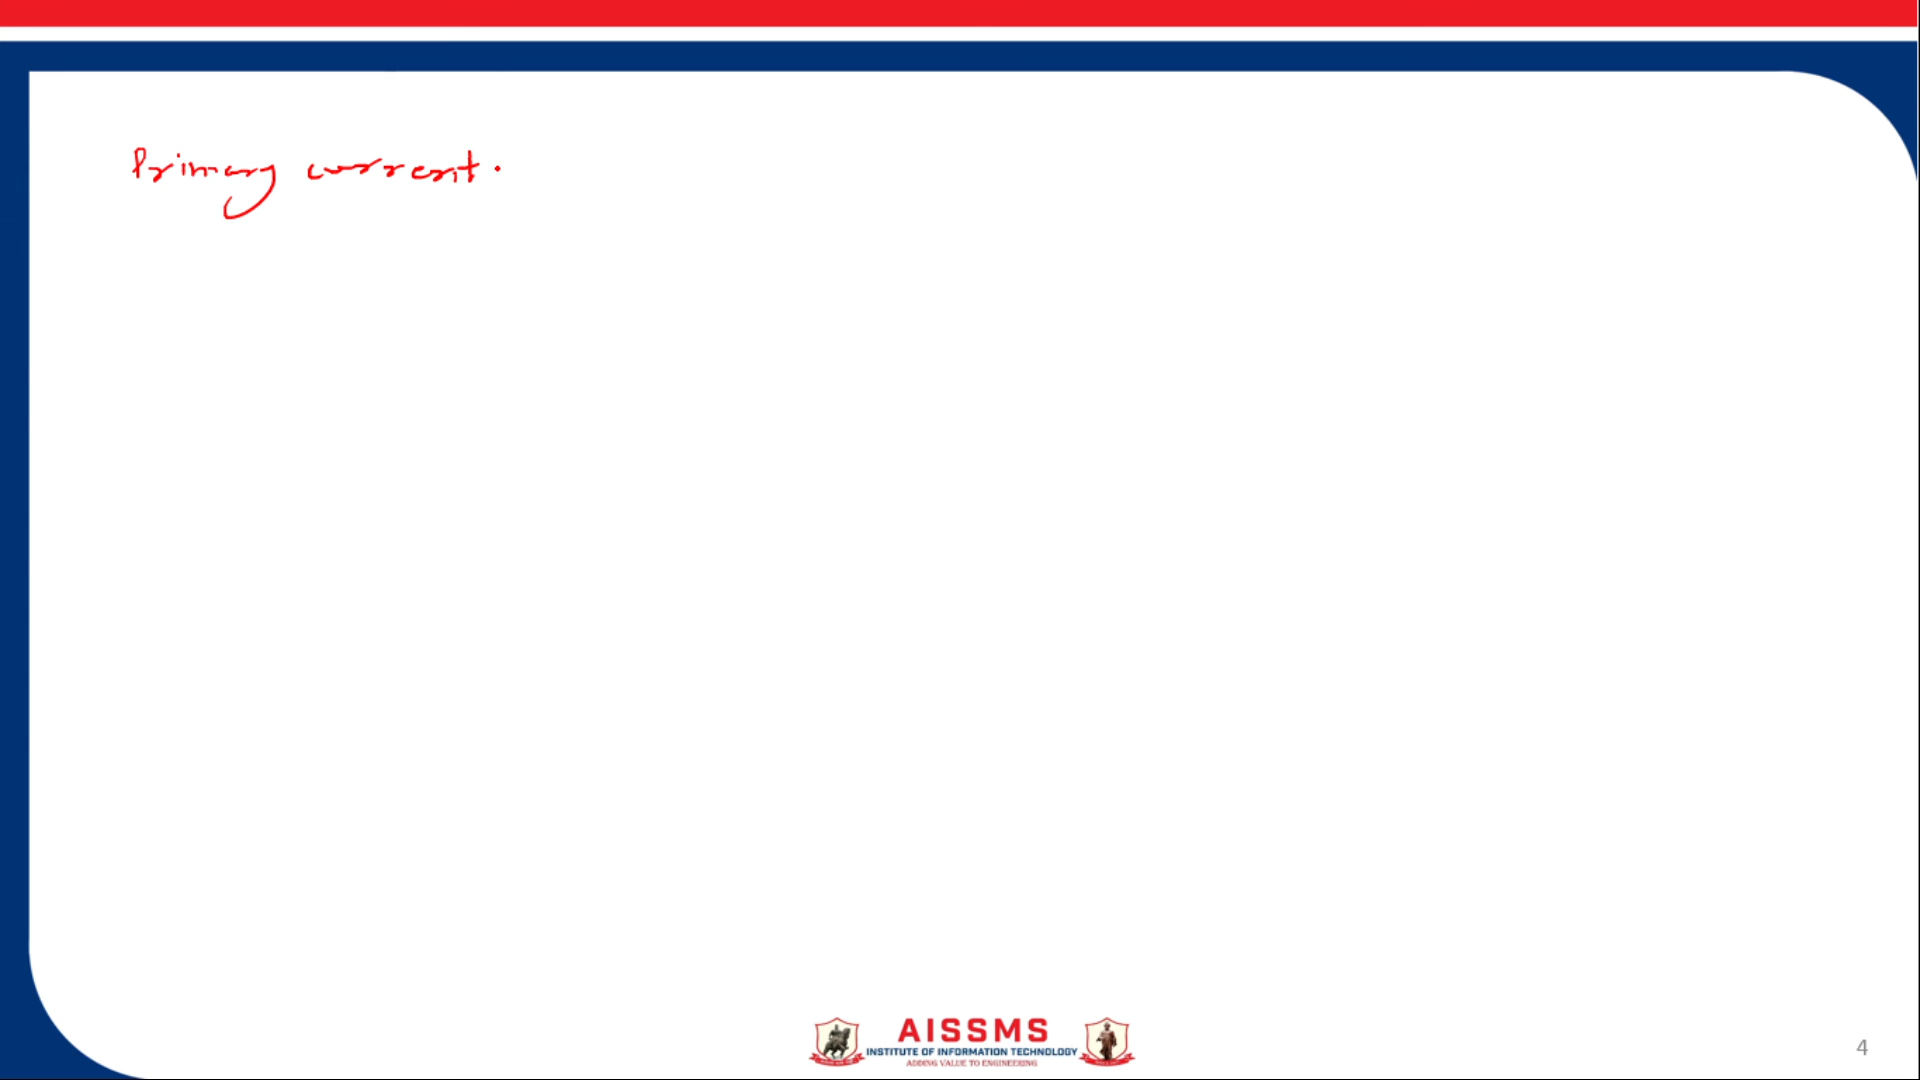 Primary current.
AISSMS
INSTITUTE OF INFORMATION TECHNOLOGY
ADDING VALUE TO ENGINEERING
4